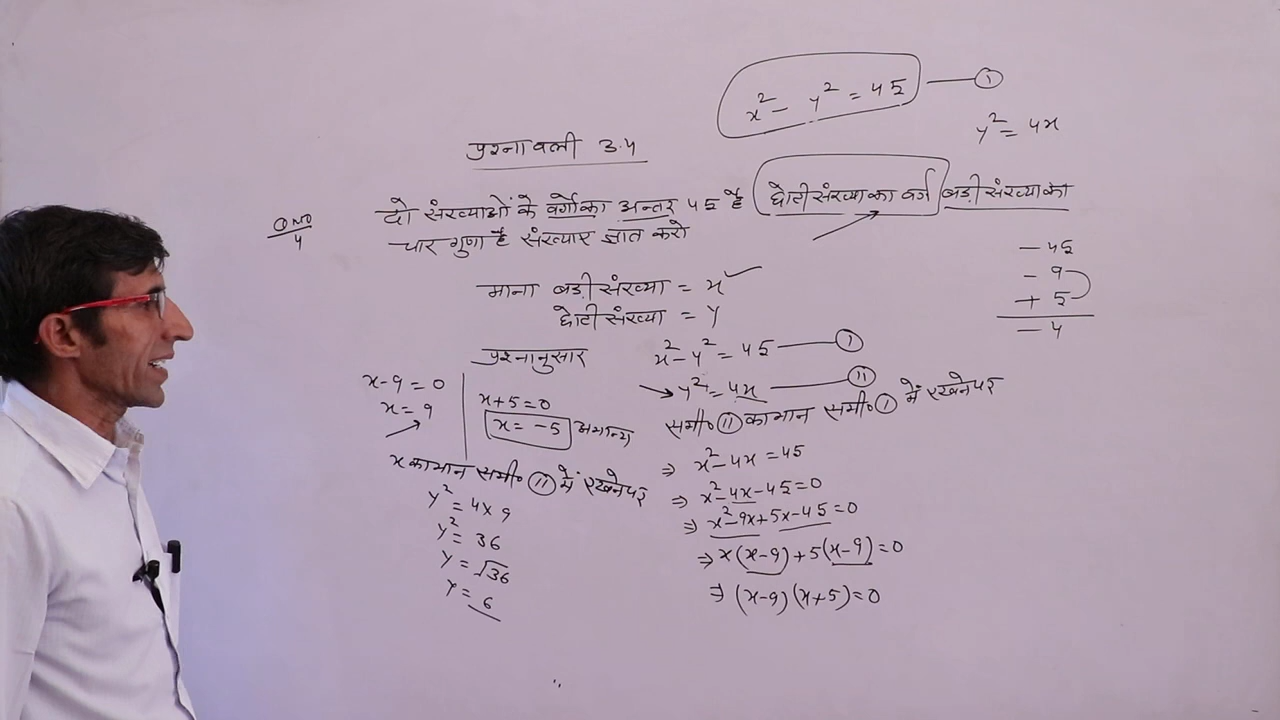 x² - y² = 45 —— ①
y² = 4x
प्रश्नावली 3.4
Q NO 4
दो संख्याओं के वर्गो का अन्तर 45 है छोटी संख्या का वर्ग बड़ी संख्या का
चार गुणा है संख्याए ज्ञात करो
माना बड़ी संख्या = x
छोटी संख्या = y
प्रश्नानुसार
x² - y² = 45 —— ①
y² = 4x —— ⑪
समी॰ ⑪ का मान समी॰ ① में रखने पर
⇒ x² - 4x = 45
⇒ x² - 4x - 45 = 0
⇒ x² - 9x + 5x - 45 = 0
⇒ x(x-9) + 5(x-9) = 0
⇒ (x-9)(x+5) = 0
- 45
- 9
+ 5
- 4
x - 9 = 0
x = 9
x + 5 = 0
x = -5 अमान्य
x का मान समी॰ ⑪ में रखने पर
y² = 4 × 9
y² = 36
y = √36
y = 6